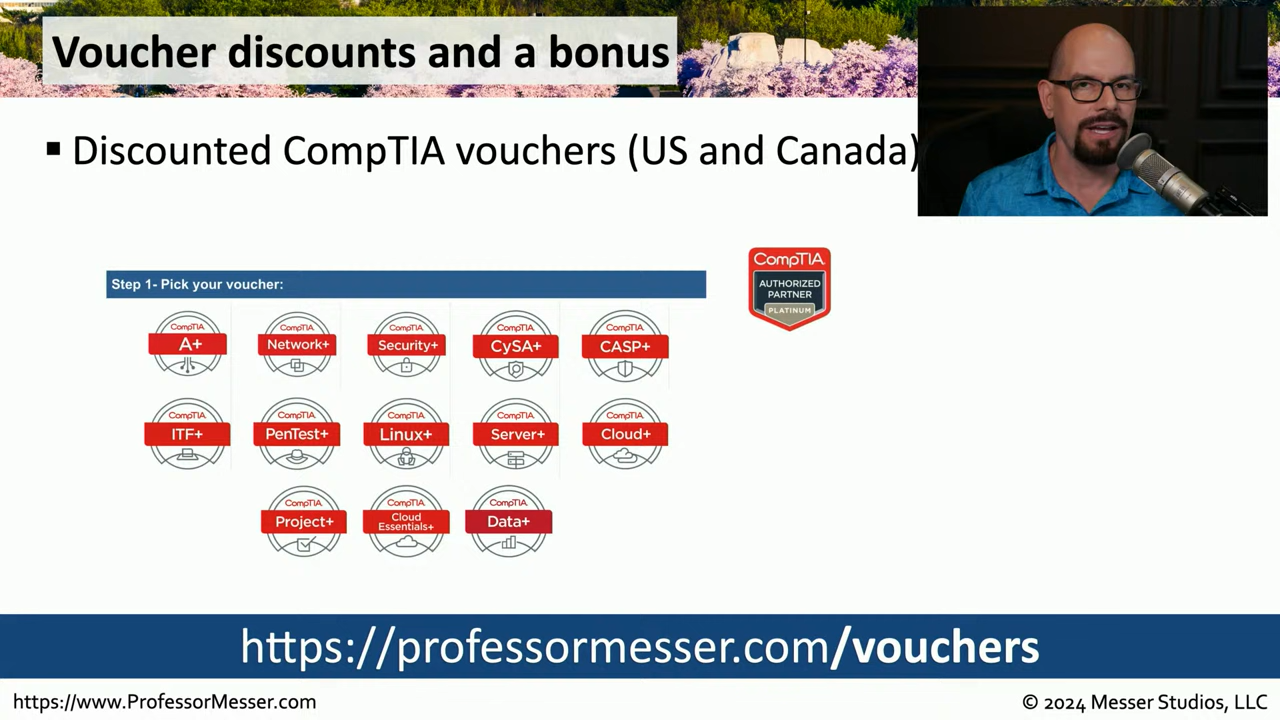 Voucher discounts and a bonus
▪ Discounted CompTIA vouchers (US and Canada)
Step 1- Pick your voucher:
CompTIA A+
CompTIA Network+
CompTIA Security+
CompTIA CySA+
CompTIA CASP+
CompTIA ITF+
CompTIA PenTest+
CompTIA Linux+
CompTIA Server+
CompTIA Cloud+
CompTIA Project+
CompTIA Cloud Essentials+
CompTIA Data+
CompTIA
AUTHORIZED
PARTNER
PLATINUM
https://professormesser.com/vouchers
https://www.ProfessorMesser.com
© 2024 Messer Studios, LLC